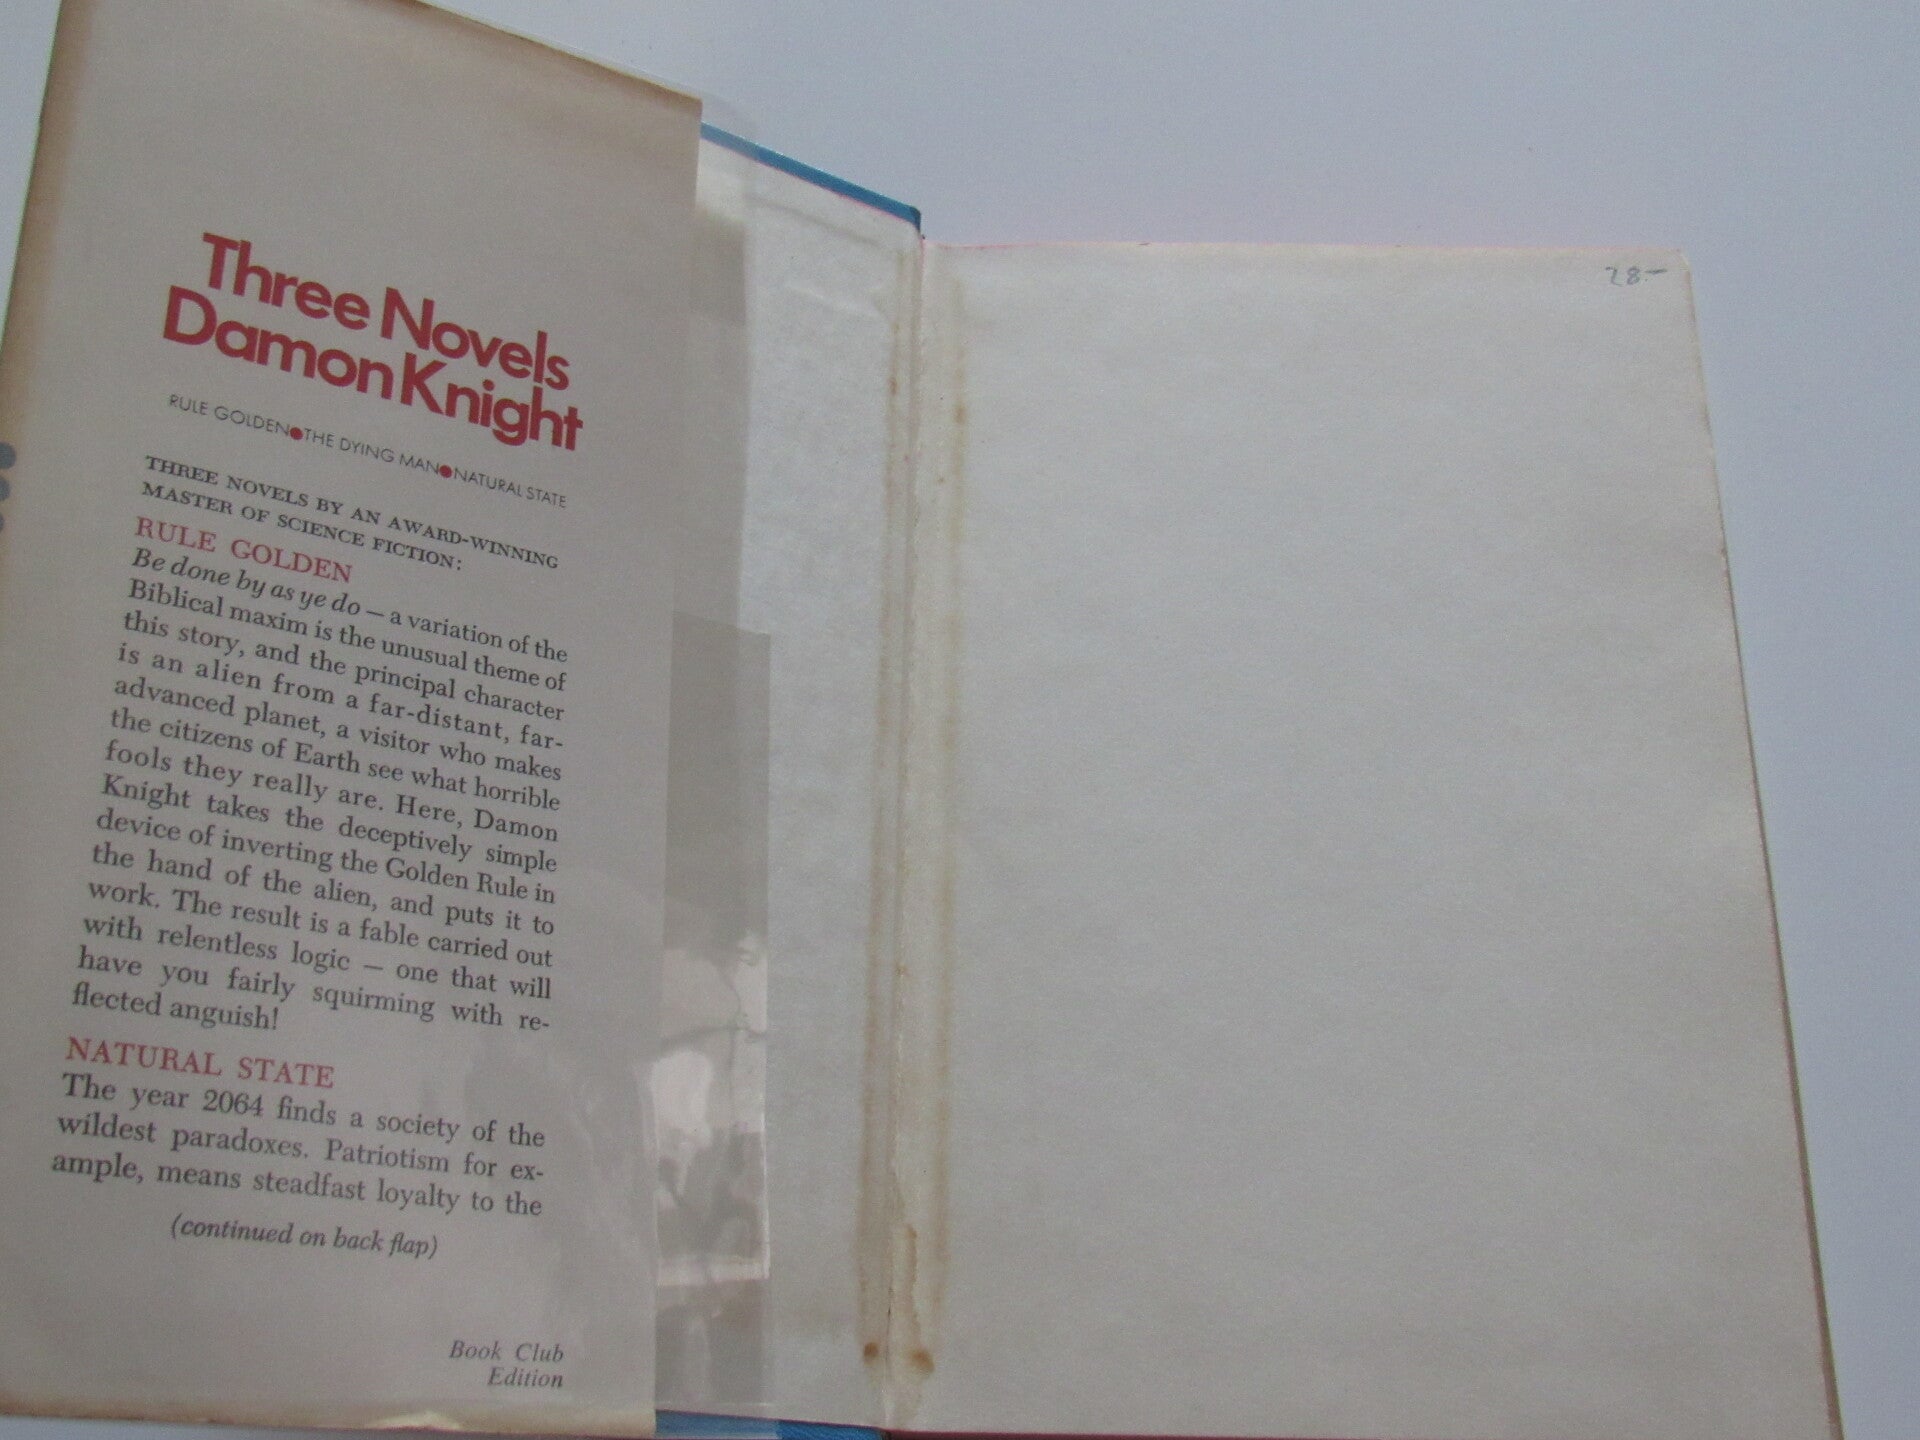 Three Novels
Damon Knight
RULE GOLDEN●THE DYING MAN●NATURAL STATE
THREE NOVELS BY AN AWARD-WINNING
MASTER OF SCIENCE FICTION:
RULE GOLDEN
Be done by as ye do — a variation of the
Biblical maxim is the unusual theme of
this story, and the principal character
is an alien from a far-distant, far-
advanced planet, a visitor who makes
the citizens of Earth see what horrible
fools they really are. Here, Damon
Knight takes the deceptively simple
device of inverting the Golden Rule in
the hand of the alien, and puts it to
work. The result is a fable carried out
with relentless logic — one that will
have you fairly squirming with re-
flected anguish!
NATURAL STATE
The year 2064 finds a society of the
wildest paradoxes. Patriotism for ex-
ample, means steadfast loyalty to the
(continued on back flap)
Book Club
Edition
28.-